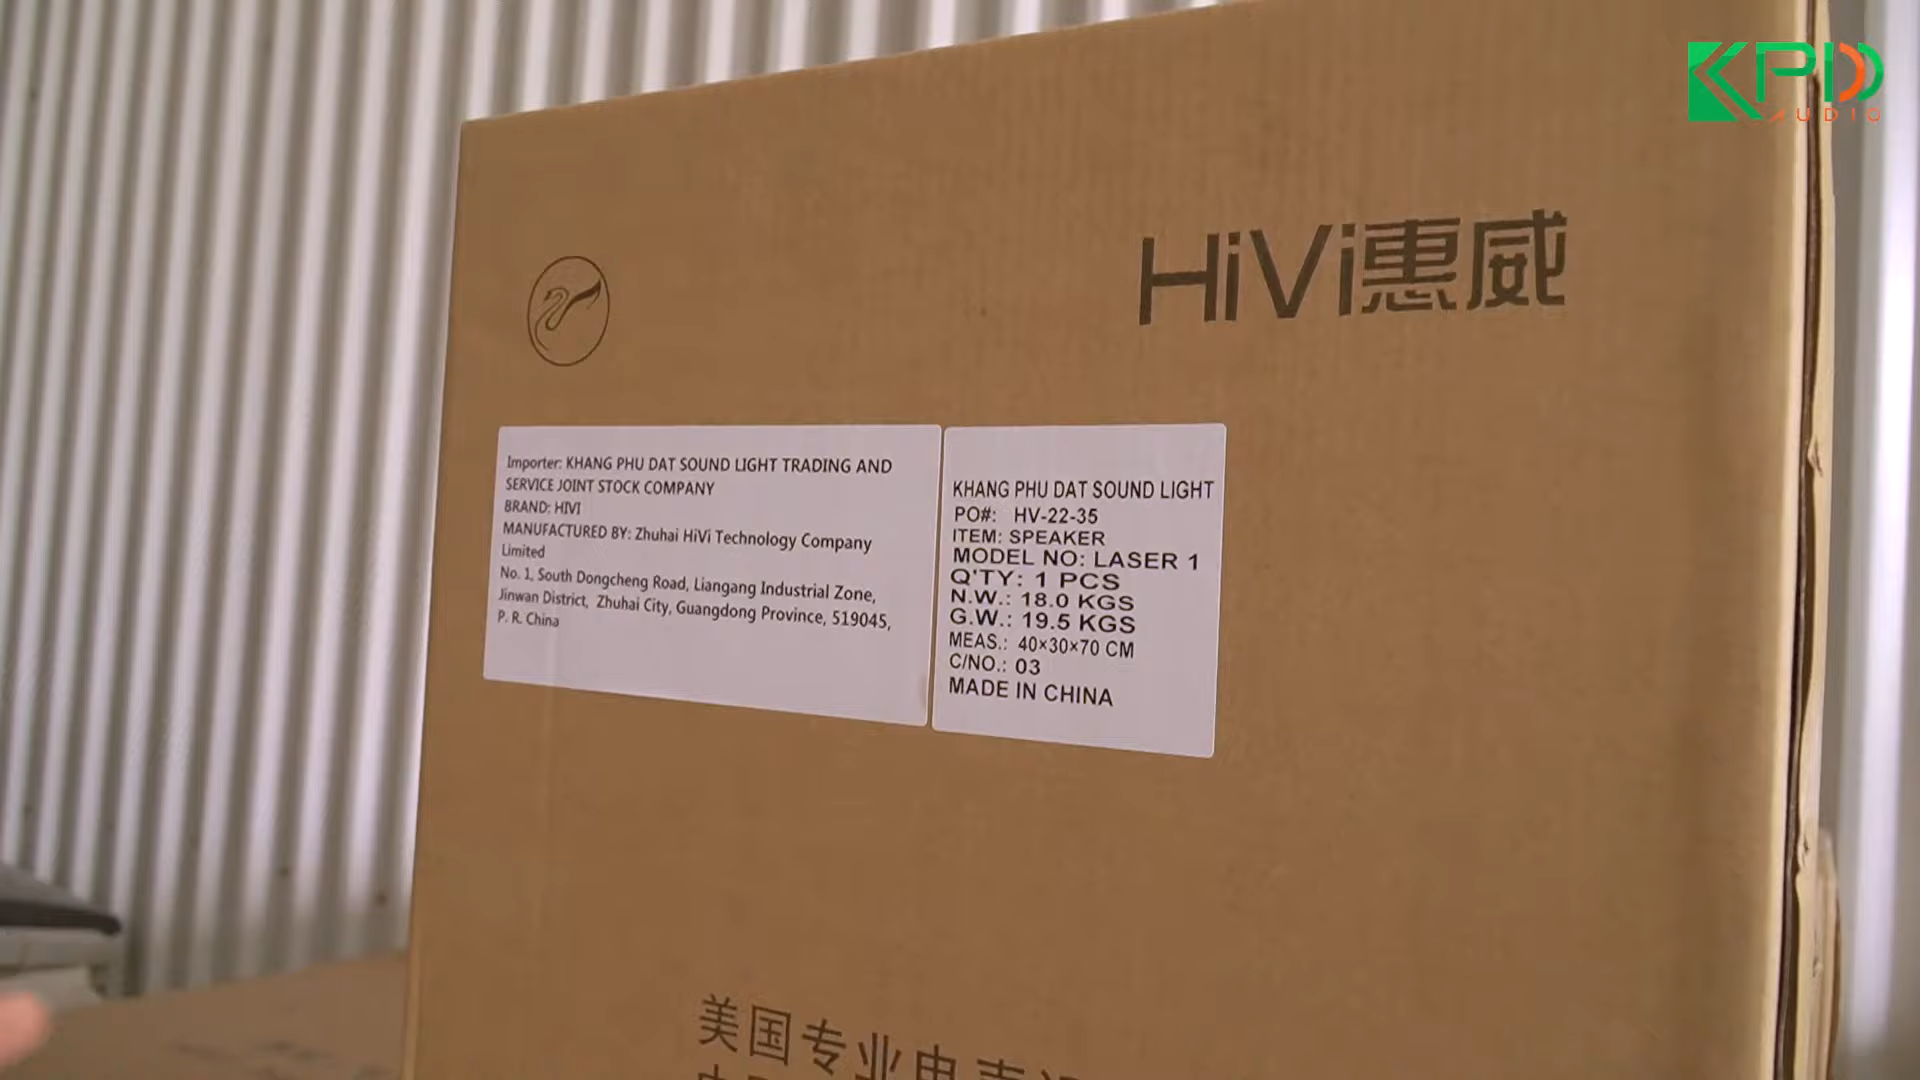 KPD
AUDIO
HiVi惠威
Importer: KHANG PHU DAT SOUND LIGHT TRADING AND
SERVICE JOINT STOCK COMPANY
BRAND: HIVI
MANUFACTURED BY: Zhuhai HiVi Technology Company
Limited
No. 1, South Dongcheng Road, Liangang Industrial Zone,
Jinwan District, Zhuhai City, Guangdong Province, 519045,
P. R. China
KHANG PHU DAT SOUND LIGHT
PO#: HV-22-35
ITEM: SPEAKER
MODEL NO: LASER 1
Q'TY: 1 PCS
N.W.: 18.0 KGS
G.W.: 19.5 KGS
MEAS.: 40×30×70 CM
C/NO.: 03
MADE IN CHINA
美国专业电声